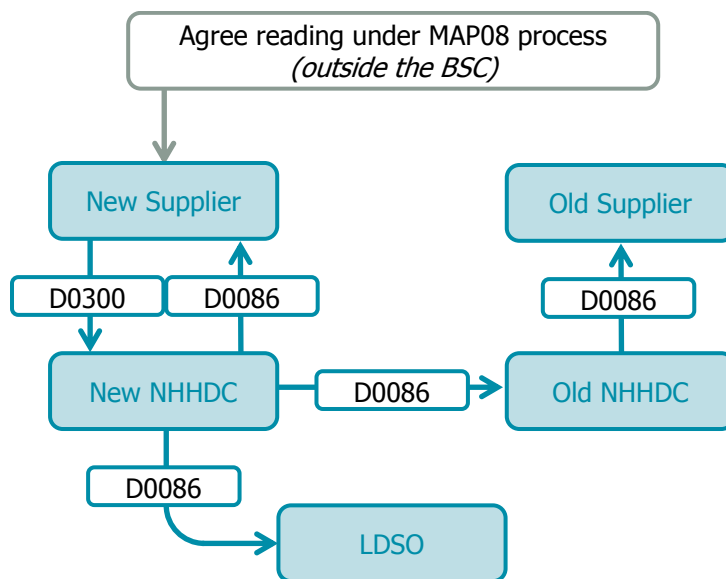 Agree reading under MAP08 process
(outside the BSC)
New Supplier
Old Supplier
D0300
D0086
D0086
New NHHDC
D0086
Old NHHDC
D0086
LDSO